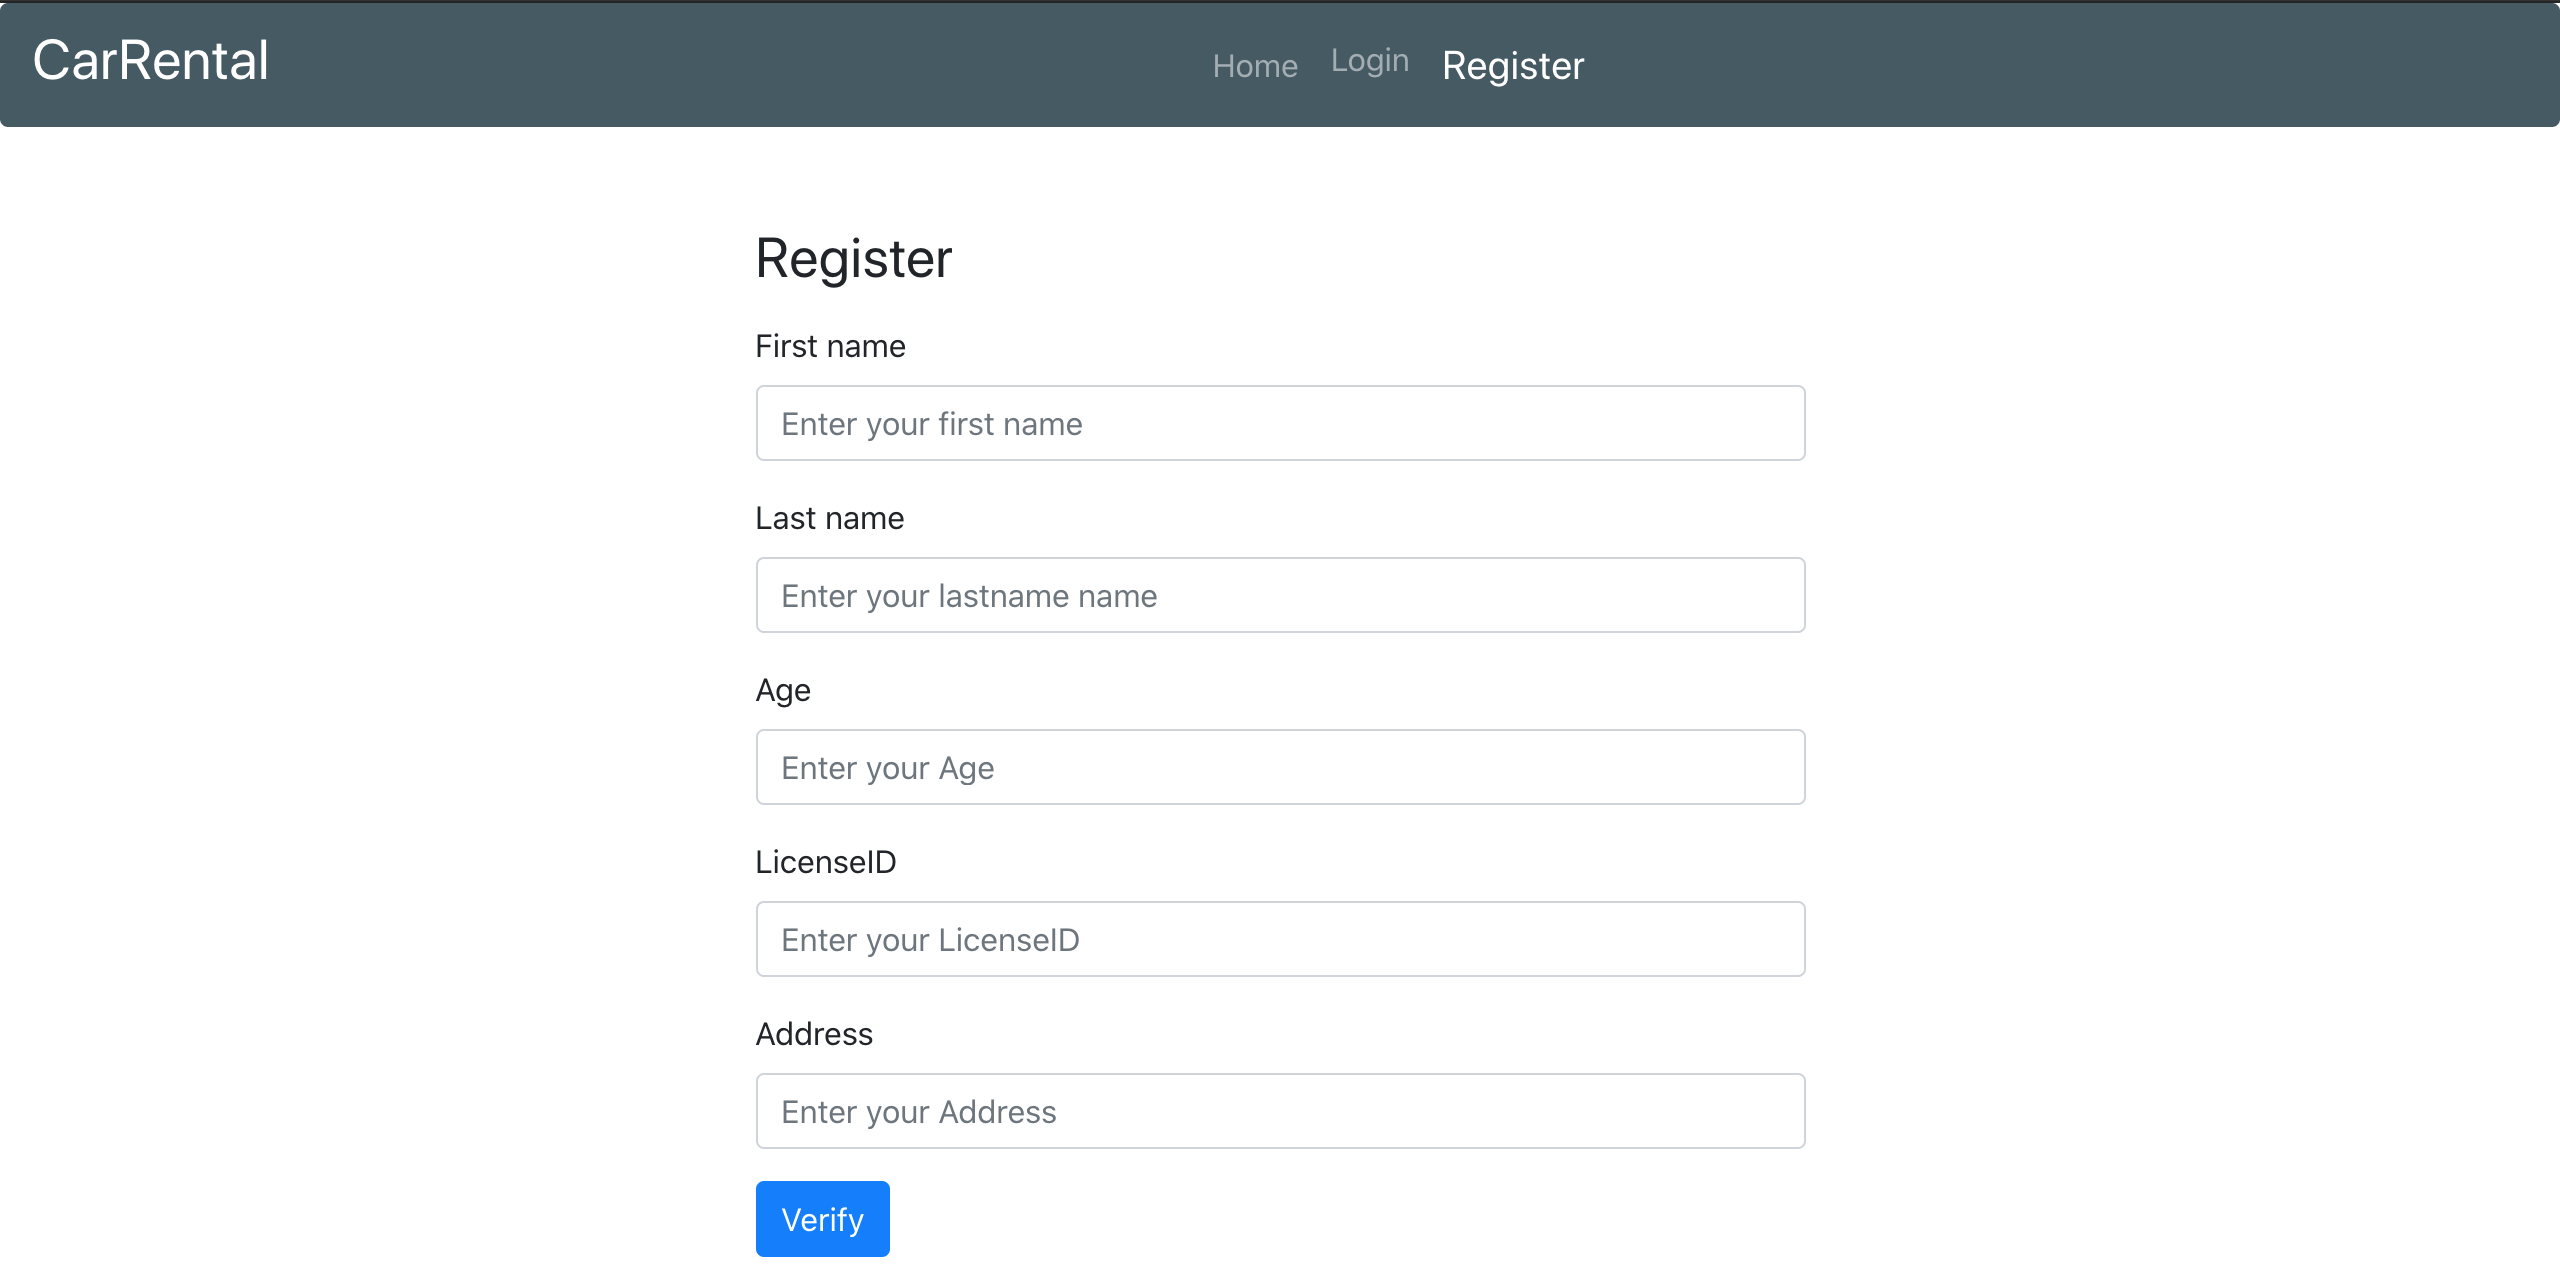 CarRental
Home Login Register
Register
First name
Enter your first name
Last name
Enter your lastname name
Age
Enter your Age
LicenseID
Enter your LicenseID
Address
Enter your Address
Verify